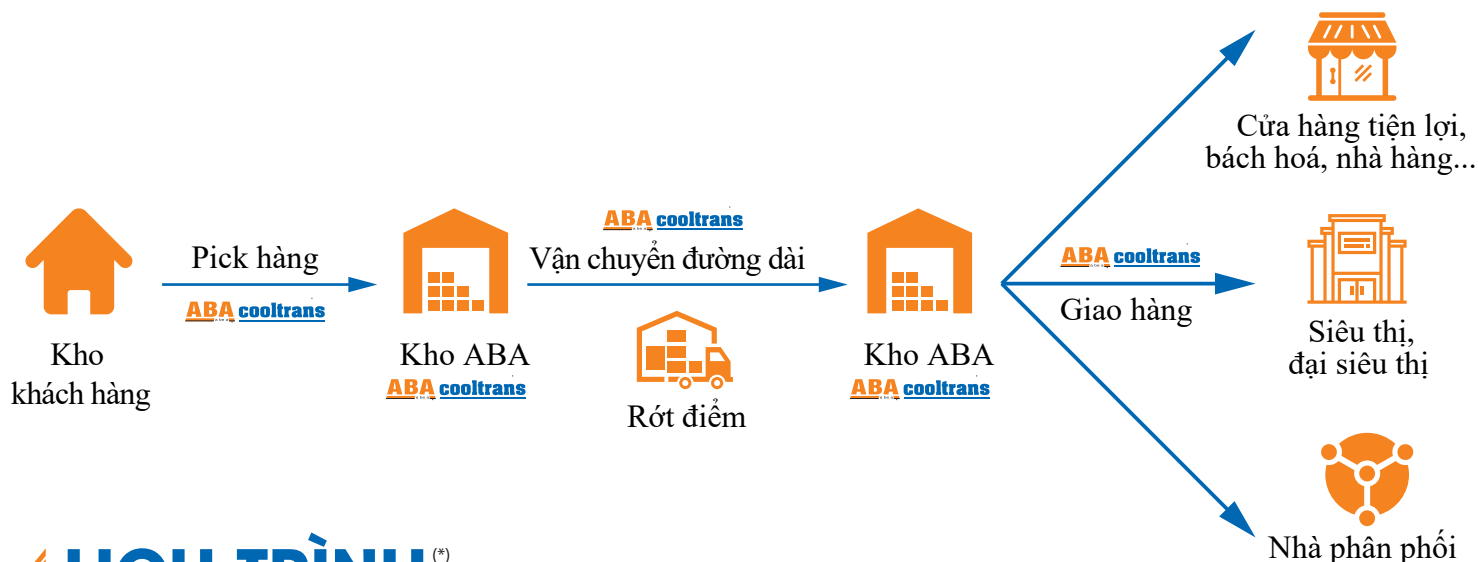 Kho
khách hàng
Pick hàng
ABA cooltrans
Kho ABA
ABA cooltrans
ABA cooltrans
Vận chuyển đường dài
Rớt điểm
Kho ABA
ABA cooltrans
ABA cooltrans
Giao hàng
Cửa hàng tiện lợi,
bách hoá, nhà hàng...
Siêu thị,
đại siêu thị
Nhà phân phối
TRÌNH (*)